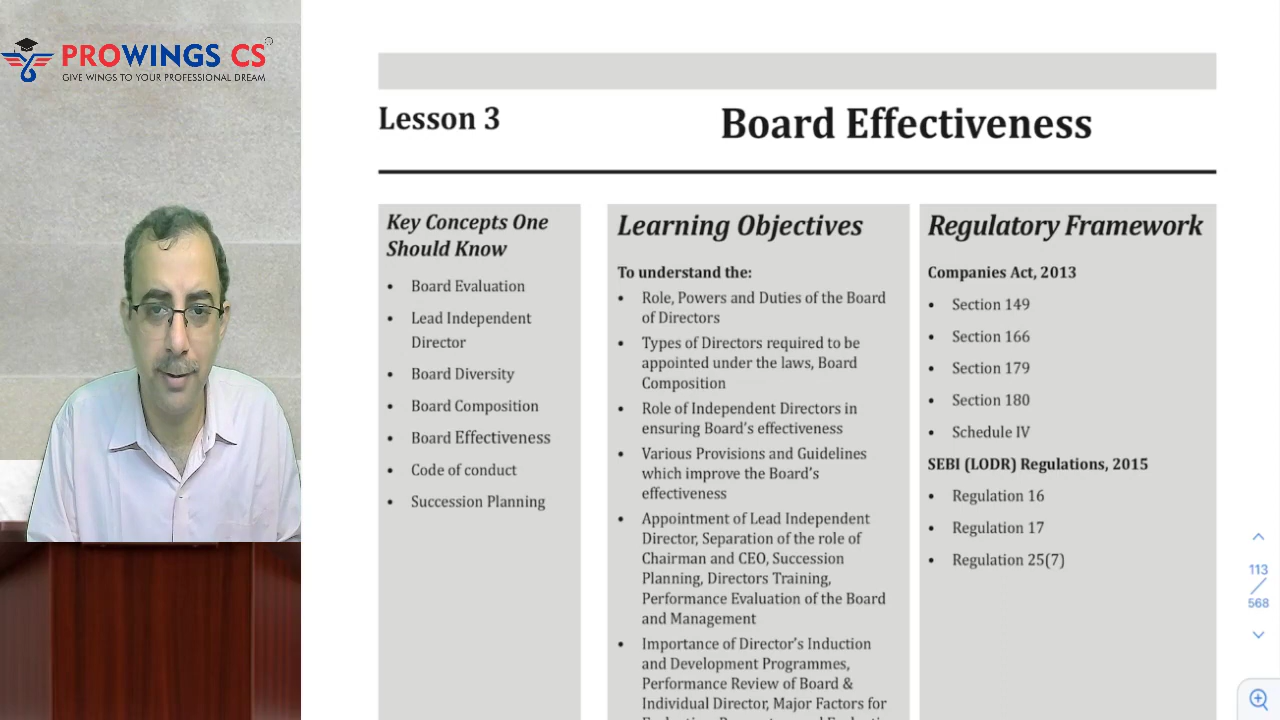 PROWINGS CS
GIVE WINGS TO YOUR PROFESSIONAL DREAM
Lesson 3
Board Effectiveness
Key Concepts One
Should Know
• Board Evaluation
• Lead Independent
Director
• Board Diversity
• Board Composition
• Board Effectiveness
• Code of conduct
• Succession Planning
Learning Objectives
To understand the:
• Role, Powers and Duties of the Board
of Directors
• Types of Directors required to be
appointed under the laws, Board
Composition
• Role of Independent Directors in
ensuring Board's effectiveness
• Various Provisions and Guidelines
which improve the Board's
effectiveness
• Appointment of Lead Independent
Director, Separation of the role of
Chairman and CEO, Succession
Planning, Directors Training,
Performance Evaluation of the Board
and Management
• Importance of Director's Induction
and Development Programmes,
Performance Review of Board &
Individual Director, Major Factors for
Regulatory Framework
Companies Act, 2013
• Section 149
• Section 166
• Section 179
• Section 180
• Schedule IV
SEBI (LODR) Regulations, 2015
• Regulation 16
• Regulation 17
• Regulation 25(7)
113
568